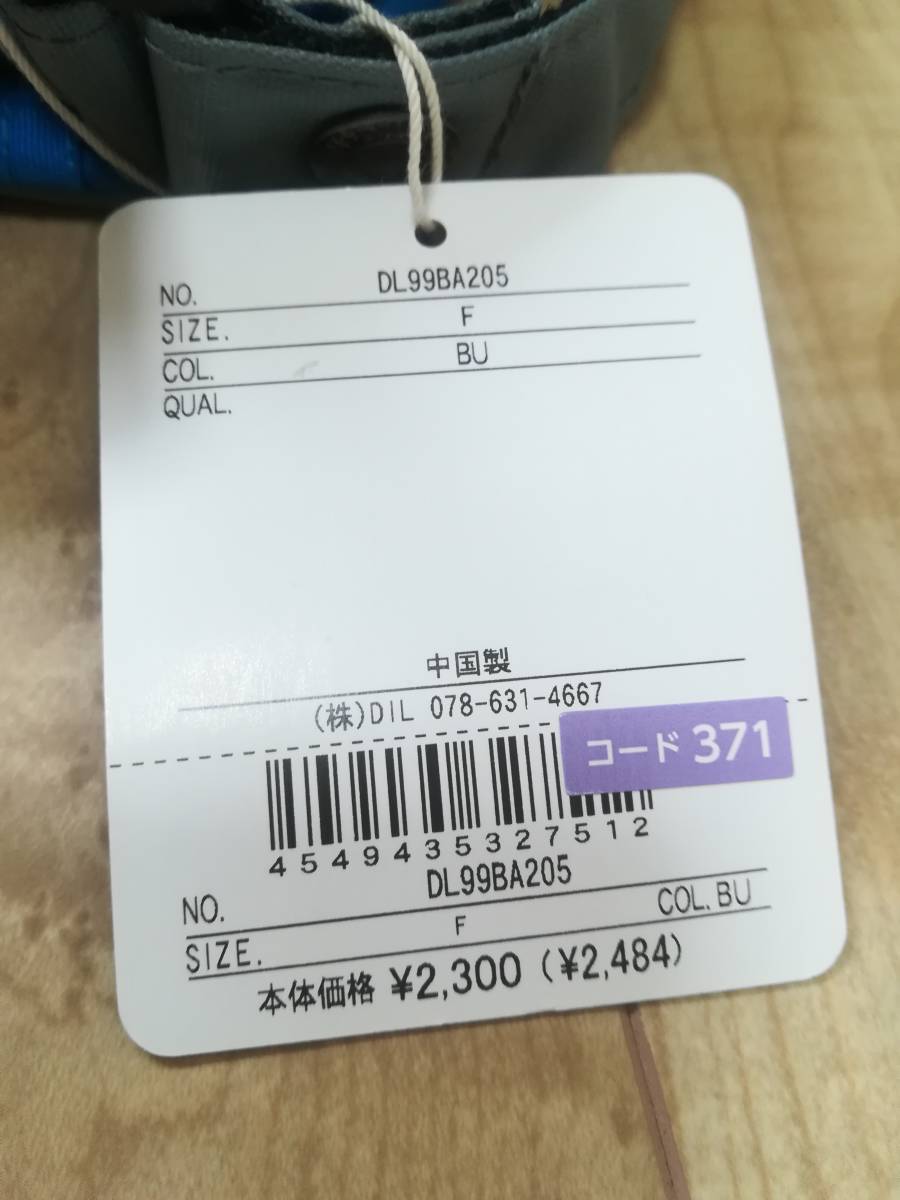 NO. DL99BA205
SIZE. F
COL. BU
QUAL.
中国製
(株)DIL 078-631-4667
コード 371
4549435327512
NO. DL99BA205
SIZE. F COL. BU
本体価格 ¥2,300 (¥2,484)